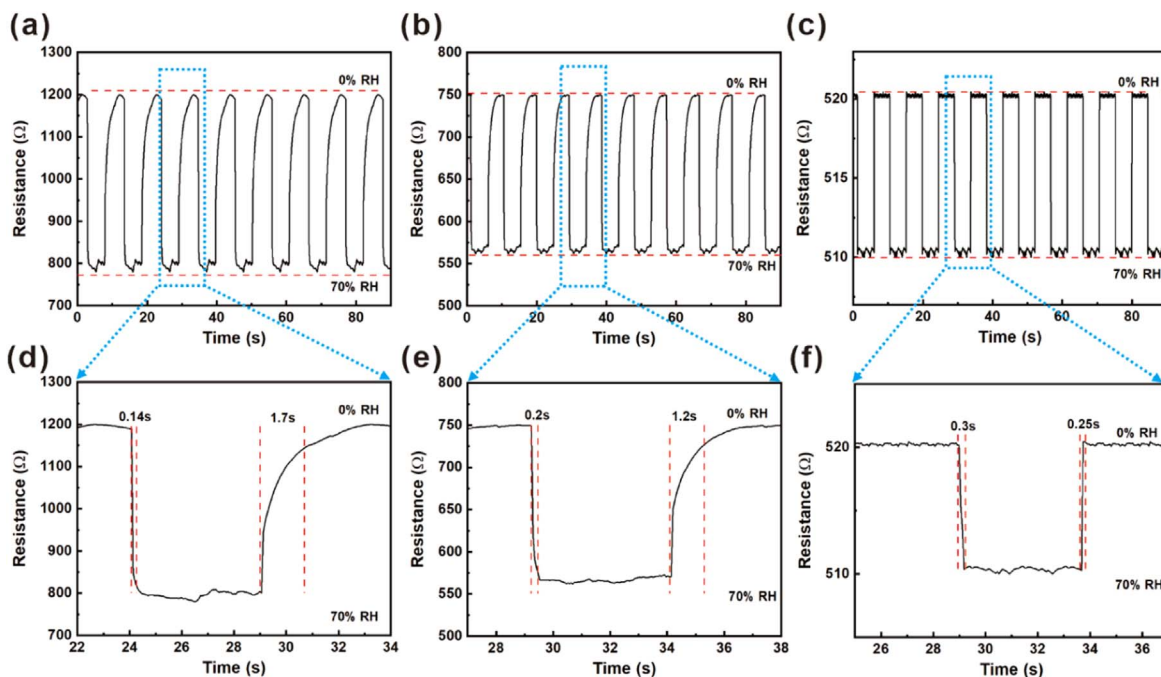 (a)
1300
1200
1100
1000
900
800
700
Resistance (Ω)
0% RH
70% RH
0 20 40 60 80
Time (s)
(b)
800
750
700
650
600
550
500
Resistance (Ω)
0% RH
70% RH
0 20 40 60 80
Time (s)
(c)
520
515
510
Resistance (Ω)
0% RH
70% RH
0 20 40 60 80
Time (s)
(d)
1300
1200
1100
1000
900
800
700
Resistance (Ω)
0.14s
1.7s
0% RH
70% RH
22 24 26 28 30 32 34
Time (s)
(e)
800
750
700
650
600
550
500
Resistance (Ω)
0.2s
1.2s
0% RH
70% RH
28 30 32 34 36 38
Time (s)
(f)
520
510
Resistance (Ω)
0.3s
0.25s
0% RH
70% RH
26 28 30 32 34 36
Time (s)